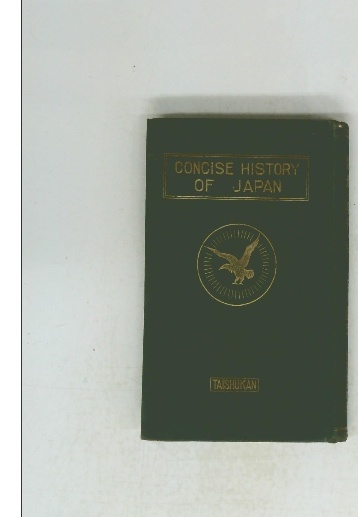 CONCISE HISTORY
OF JAPAN
TAISHUKAN